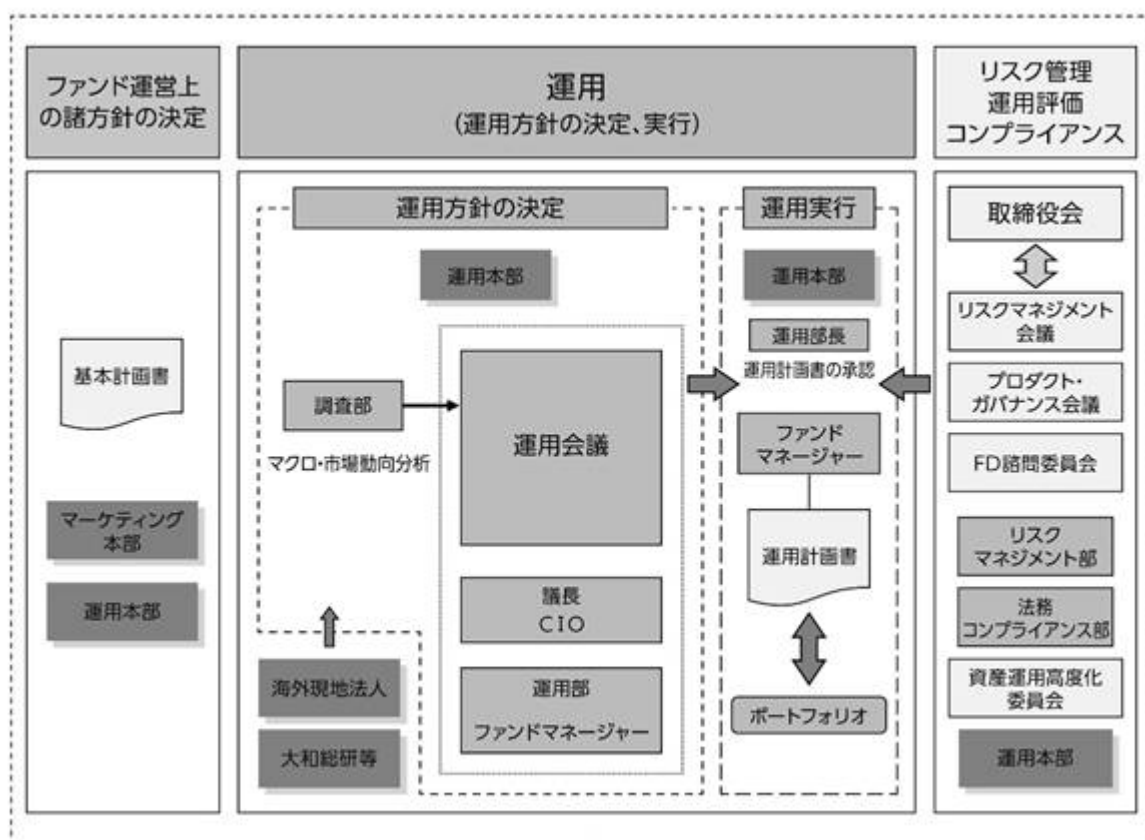 ファンド運営上
の諸方針の決定
運用
(運用方針の決定、実行)
リスク管理
運用評価
コンプライアンス
基本計画書
マーケティング
本部
運用本部
運用方針の決定
運用本部
調査部
マクロ・市場動向分析
運用会議
議長
CIO
運用部
ファンドマネージャー
海外現地法人
大和総研等
運用実行
運用本部
運用部長
運用計画書の承認
ファンド
マネージャー
運用計画書
ポートフォリオ
取締役会
リスクマネジメント
会議
プロダクト・
ガバナンス会議
FD諮問委員会
リスク
マネジメント部
法務
コンプライアンス部
資産運用高度化
委員会
運用本部